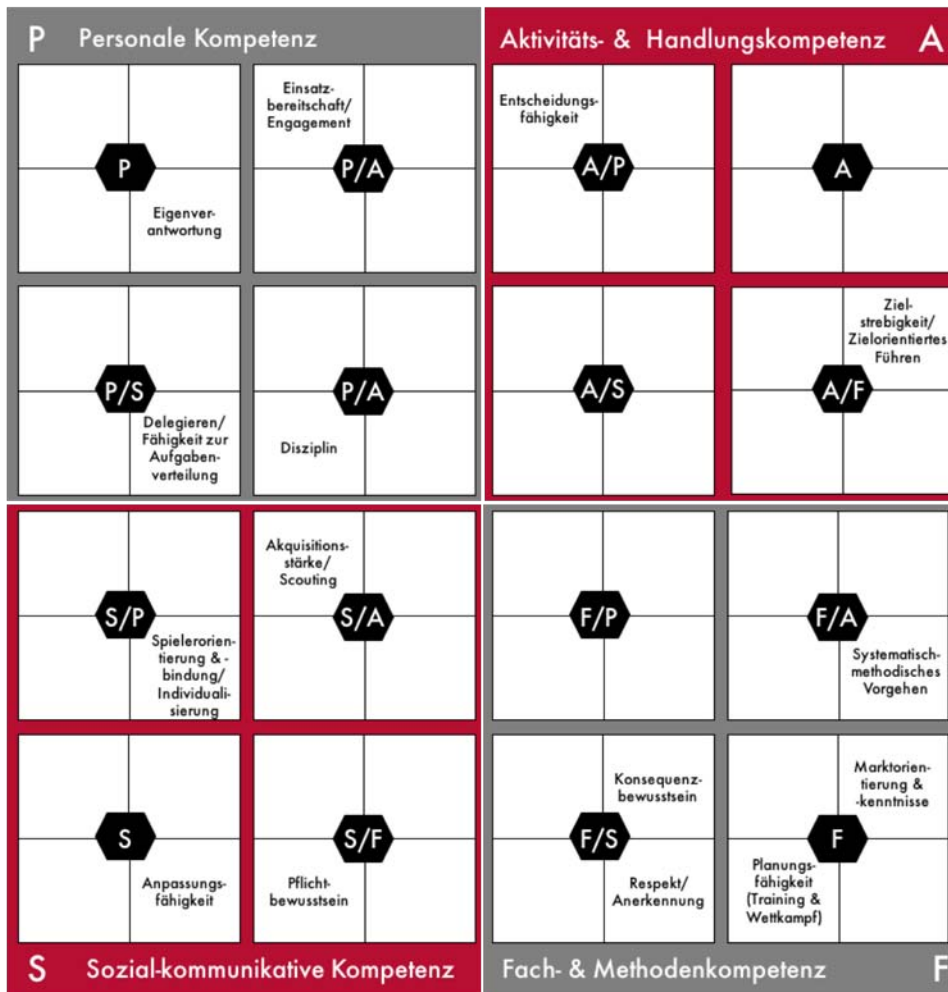 P Personale Kompetenz
Aktivitäts- & Handlungskompetenz A
P
Eigenver-
antwortung
Einsatz-
bereitschaft/
Engagement
P/A
Entscheidungs-
fähigkeit
A/P
A
P/S
Delegieren/
Fähigkeit zur
Aufgaben-
verteilung
P/A
Disziplin
A/S
Ziel-
strebigkeit/
Zielorientiertes
Führen
A/F
S/P
Spielerorien-
tierung & -
bindung/
Individuali-
sierung
Akquisitions-
stärke/
Scouting
S/A
F/P
F/A
Systematisch-
methodisches
Vorgehen
S
Anpassungs-
fähigkeit
S/F
Pflicht-
bewusstsein
Konsequenz-
bewusstsein
F/S
Respekt/
Anerkennung
Marktorien-
tierung &
-kenntnisse
F
Planungs-
fähigkeit
(Training &
Wettkampf)
S Sozial-kommunikative Kompetenz
Fach- & Methodenkompetenz F